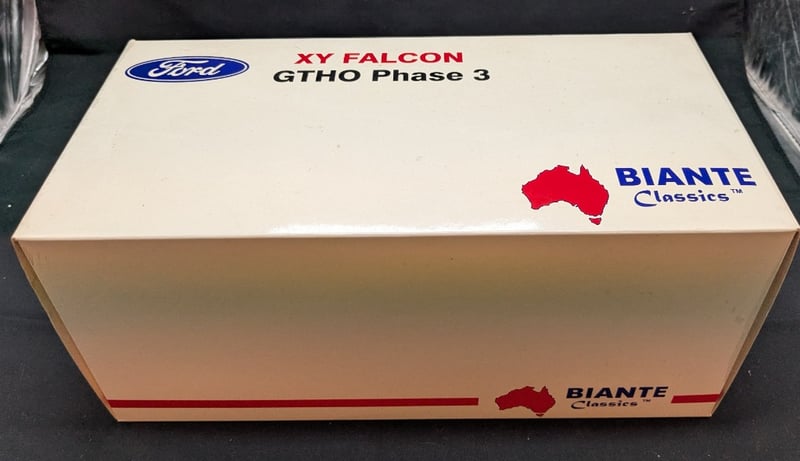 Ford
XY FALCON
GTHO Phase 3
BIANTE
Classics™
BIANTE
Classics™